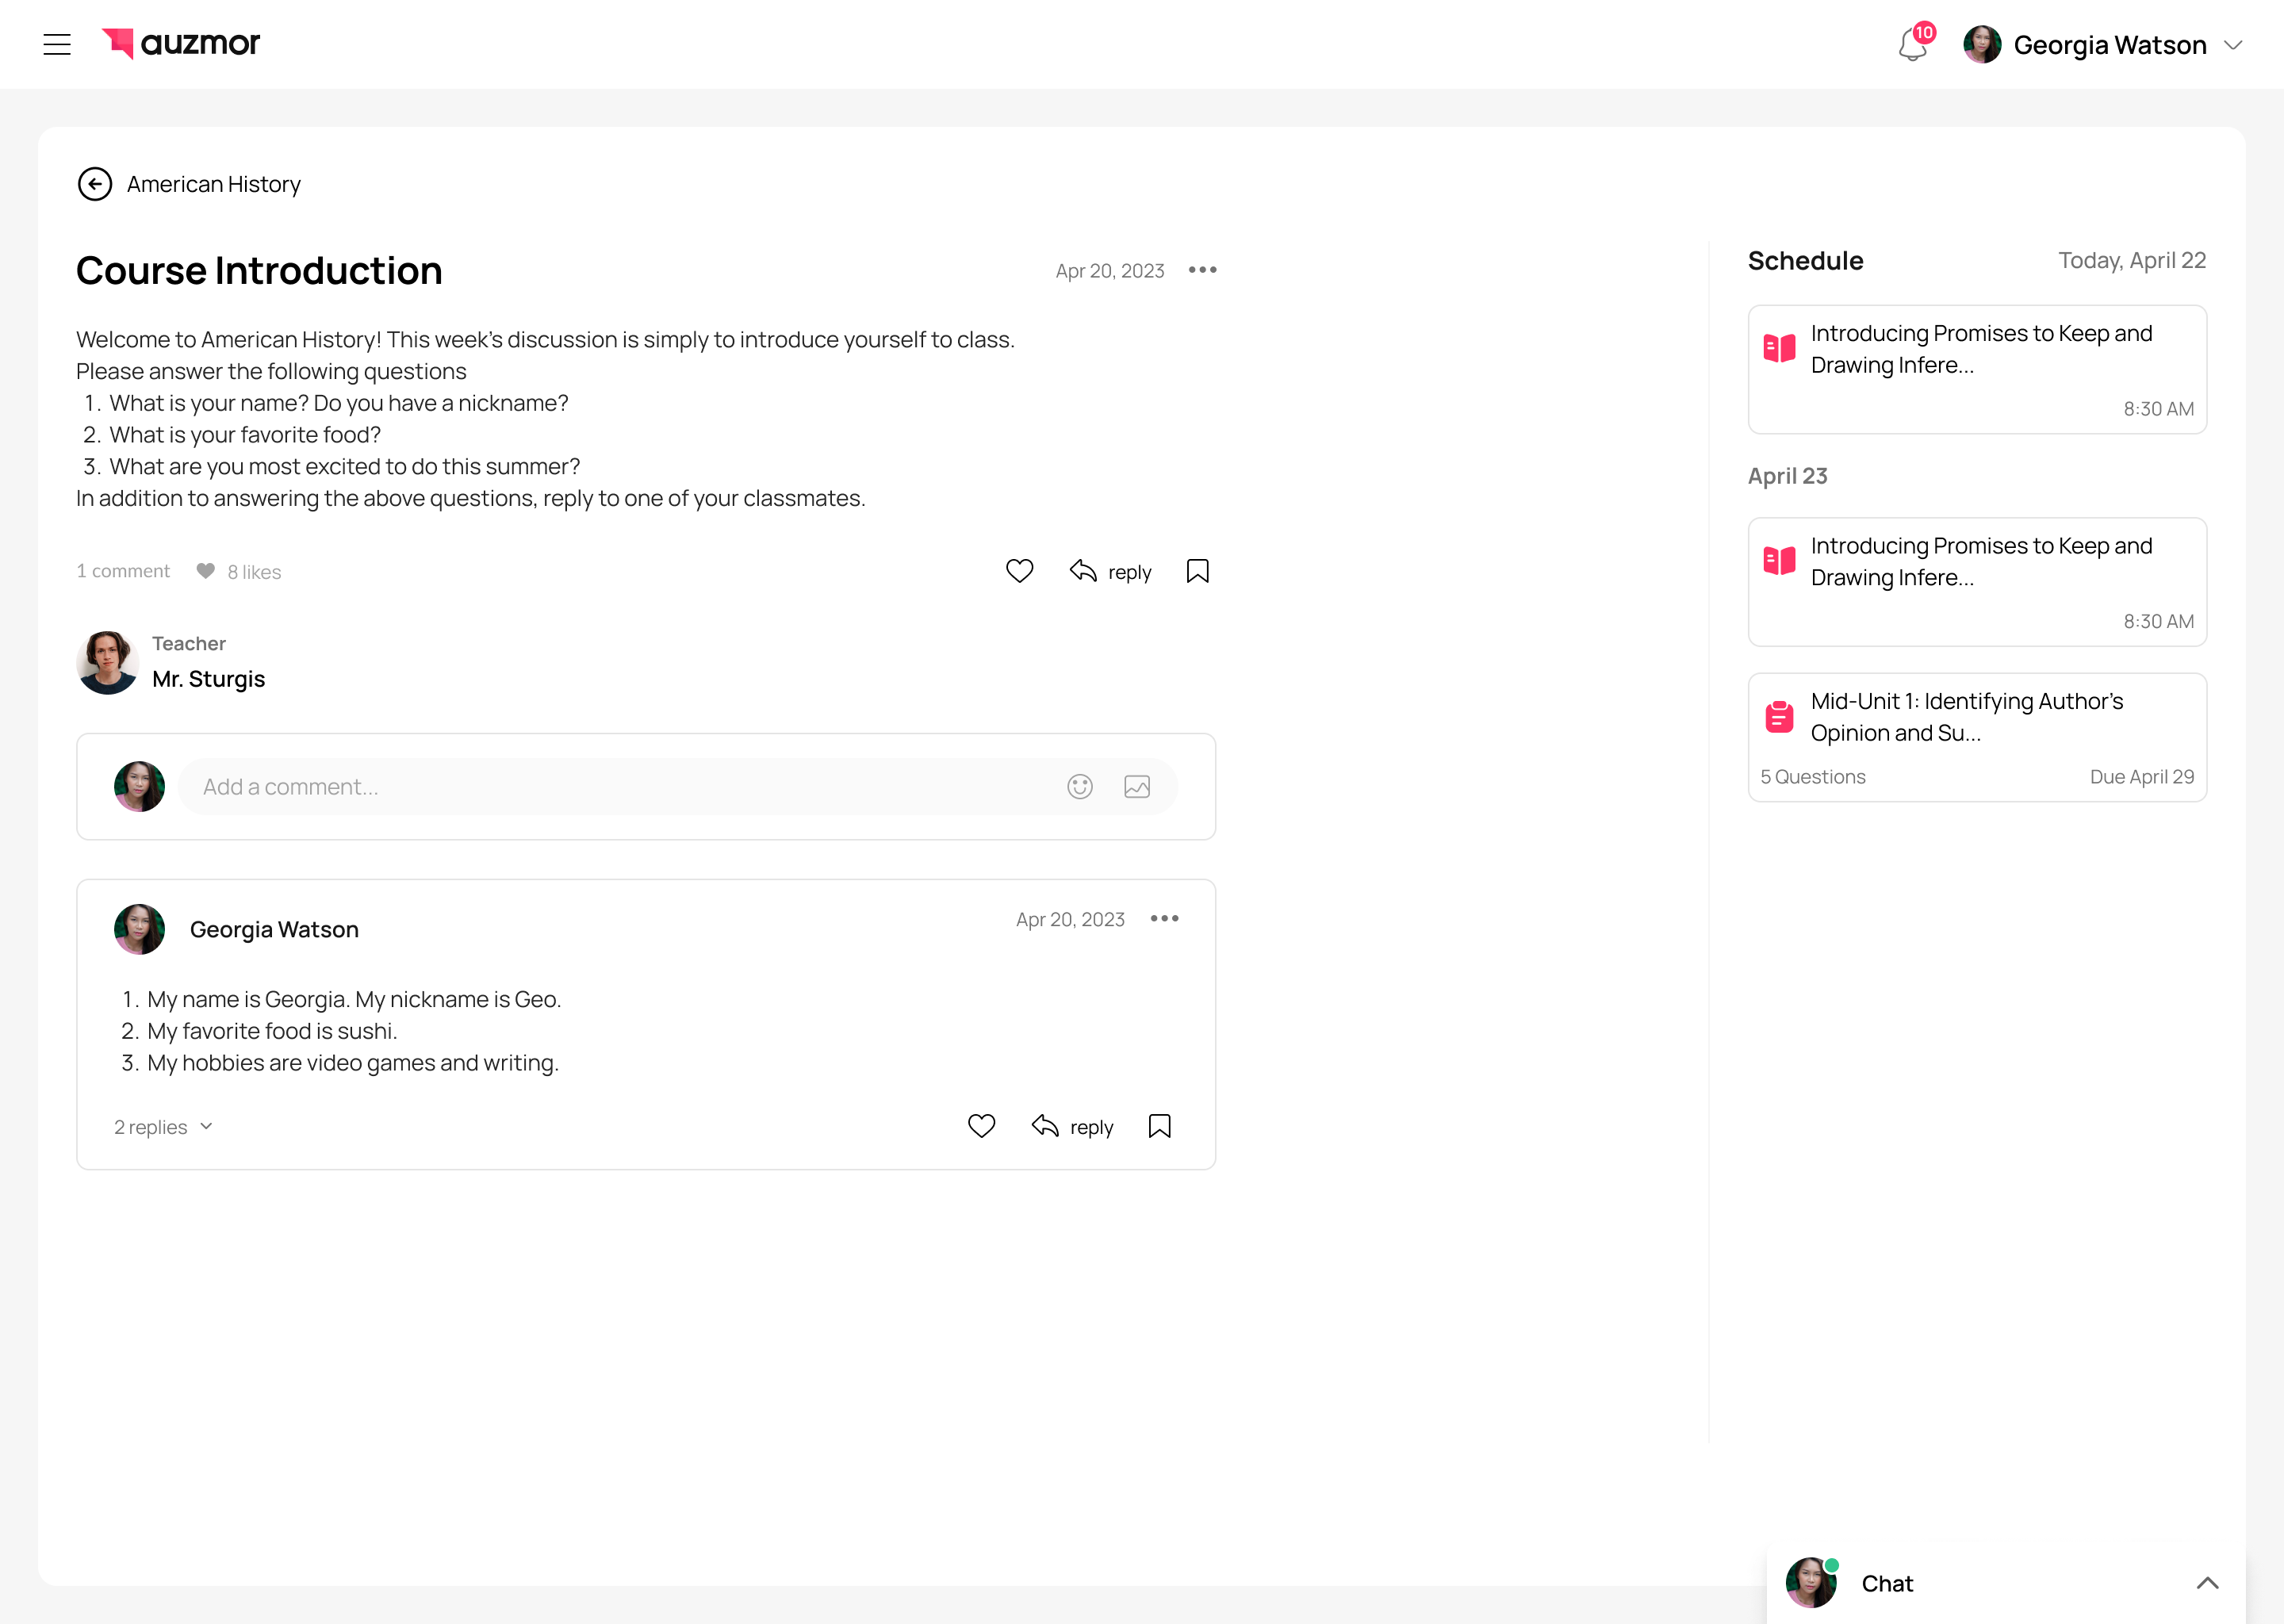 auzmor
10
Georgia Watson
American History
Course Introduction
Apr 20, 2023
Welcome to American History! This week's discussion is simply to introduce yourself to class.
Please answer the following questions
1. What is your name? Do you have a nickname?
2. What is your favorite food?
3. What are you most excited to do this summer?
In addition to answering the above questions, reply to one of your classmates.
1 comment
8 likes
reply
Teacher
Mr. Sturgis
Add a comment...
Georgia Watson
Apr 20, 2023
1. My name is Georgia. My nickname is Geo.
2. My favorite food is sushi.
3. My hobbies are video games and writing.
2 replies
reply
Schedule
Today, April 22
Introducing Promises to Keep and
Drawing Infere...
8:30 AM
April 23
Introducing Promises to Keep and
Drawing Infere...
8:30 AM
Mid-Unit 1: Identifying Author's
Opinion and Su...
5 Questions
Due April 29
Chat